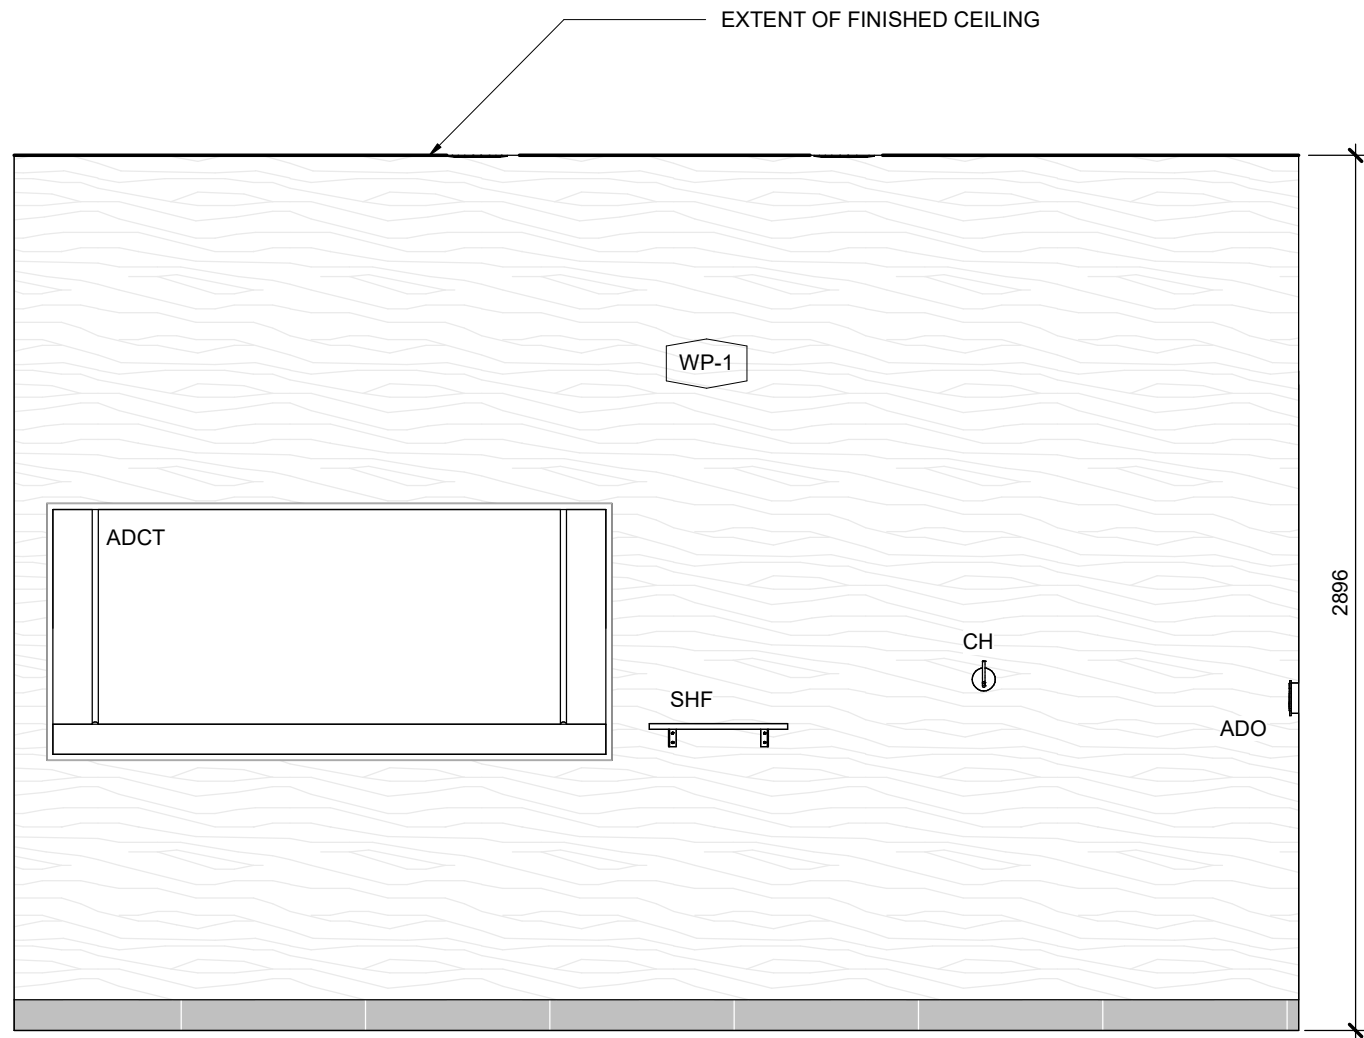 EXTENT OF FINISHED CEILING
WP-1
ADCT
2896
CH
SHF
ADO